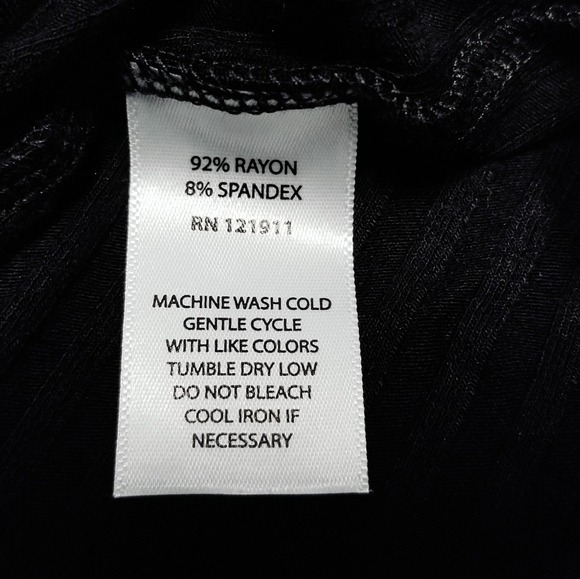 92% RAYON
8% SPANDEX
RN 121911
MACHINE WASH COLD
GENTLE CYCLE
WITH LIKE COLORS
TUMBLE DRY LOW
DO NOT BLEACH
COOL IRON IF
NECESSARY